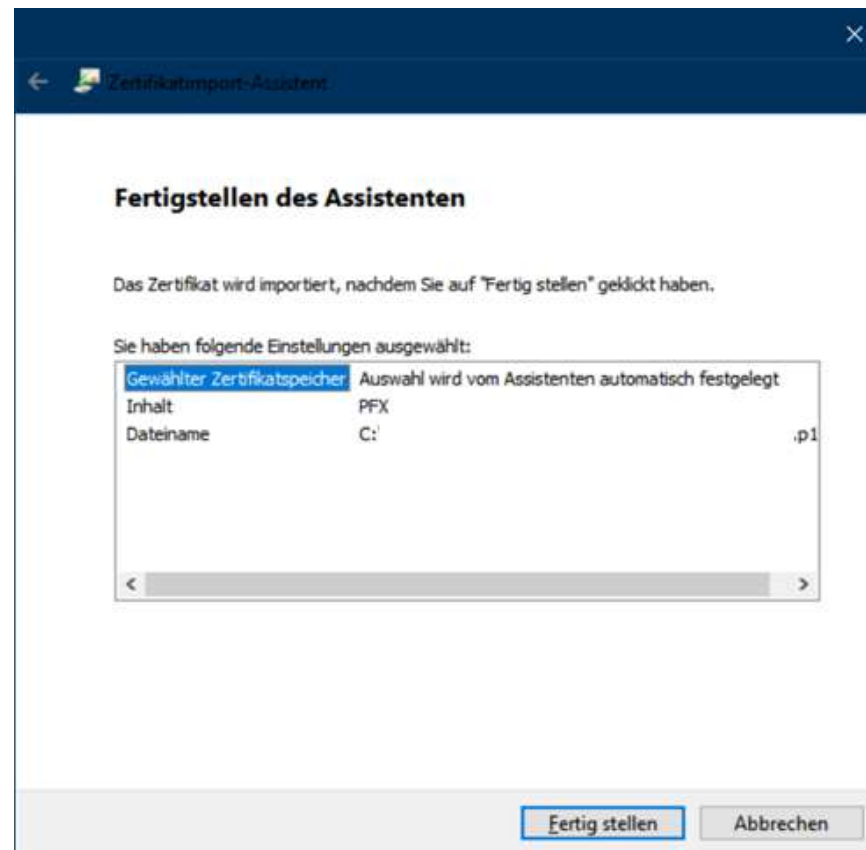 Zertifikatimport-Assistent
Fertigstellen des Assistenten
Das Zertifikat wird importiert, nachdem Sie auf "Fertig stellen" geklickt haben.
Sie haben folgende Einstellungen ausgewählt:
Gewählter Zertifikatspeicher Auswahl wird vom Assistenten automatisch festgelegt
Inhalt PFX
Dateiname C: .p1
Fertig stellen Abbrechen